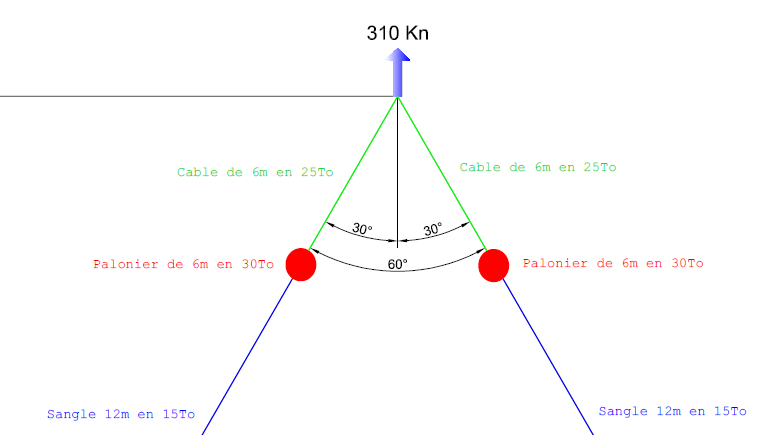 310 Kn
Cable de 6m en 25To
Cable de 6m en 25To
30°
30°
Palonier de 6m en 30To
60°
Palonier de 6m en 30To
Sangle 12m en 15To
Sangle 12m en 15To